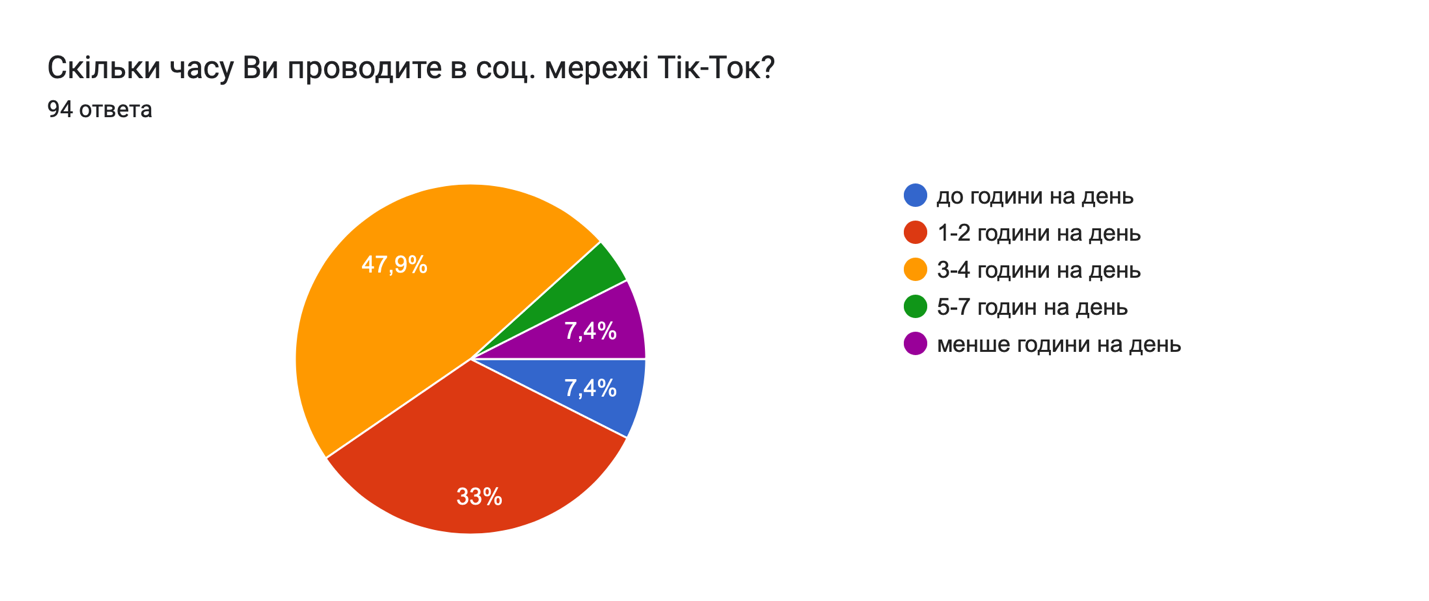 Скільки часу Ви проводите в соц. мережі Тік-Ток?
94 ответа
47,9%
7,4%
7,4%
33%
до години на день
1-2 години на день
3-4 години на день
5-7 годин на день
менше години на день